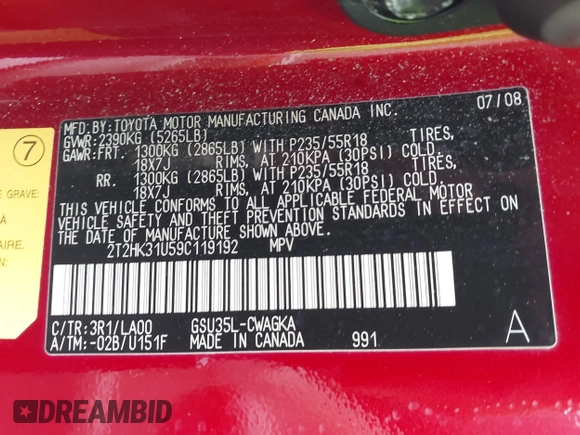 MFD. BY: TOYOTA MOTOR MANUFACTURING CANADA INC. 07/08
GVWR: 2390KG (5265LB)
GAWR: FRT. 1300KG (2865LB) WITH P235/55R18 TIRES,
18X7J RIMS, AT 210KPA (30PSI) COLD.
RR. 1300KG (2865LB) WITH P235/55R18 TIRES,
18X7J RIMS, AT 210KPA (30PSI) COLD.
THIS VEHICLE CONFORMS TO ALL APPLICABLE FEDERAL MOTOR
VEHICLE SAFETY AND THEFT PREVENTION STANDARDS IN EFFECT ON
THE DATE OF MANUFACTURE SHOWN ABOVE.
2T2HK31U59C119192 MPV
C/TR: 3R1/LA00 GSU35L-CWAGKA A
A/TM: -02B/U151F MADE IN CANADA 991
7
E GRAVE:
À
AIRE.
DREAMBID